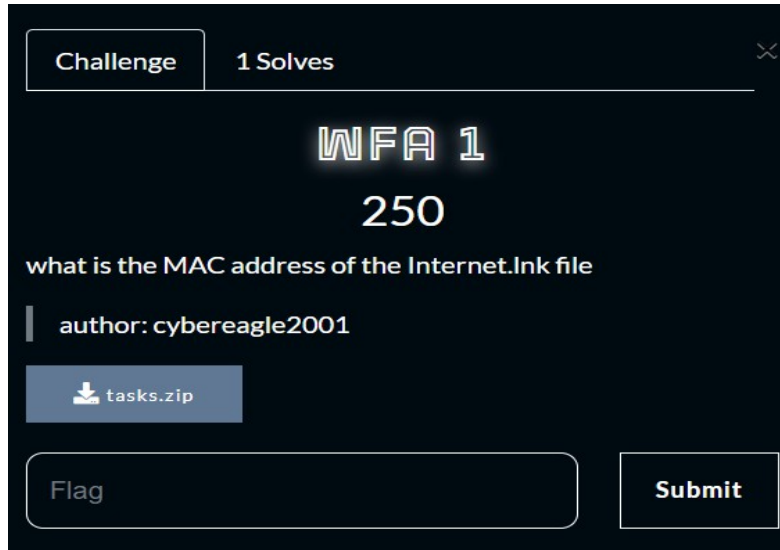 Challenge 1 Solves
WFA 1
250
what is the MAC address of the Internet.lnk file
author: cybereagle2001
tasks.zip
Flag Submit